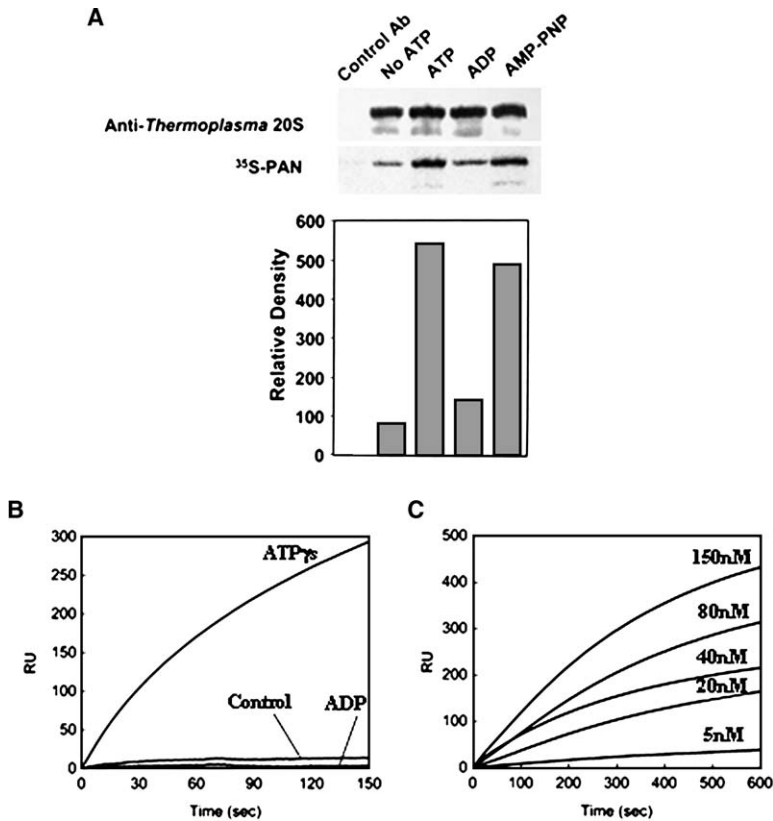 A
Control Ab
No ATP
ATP
ADP
AMP-PNP
Anti-Thermoplasma 20S
³⁵S-PAN
Relative Density
600
500
400
300
200
100
0
B
300
250
200
150
100
50
0
RU
ATPγs
Control
ADP
0 30 60 90 120 150
Time (sec)
C
500
400
300
200
100
0
RU
150nM
80nM
40nM
20nM
5nM
0 100 200 300 400 500 600
Time (sec)